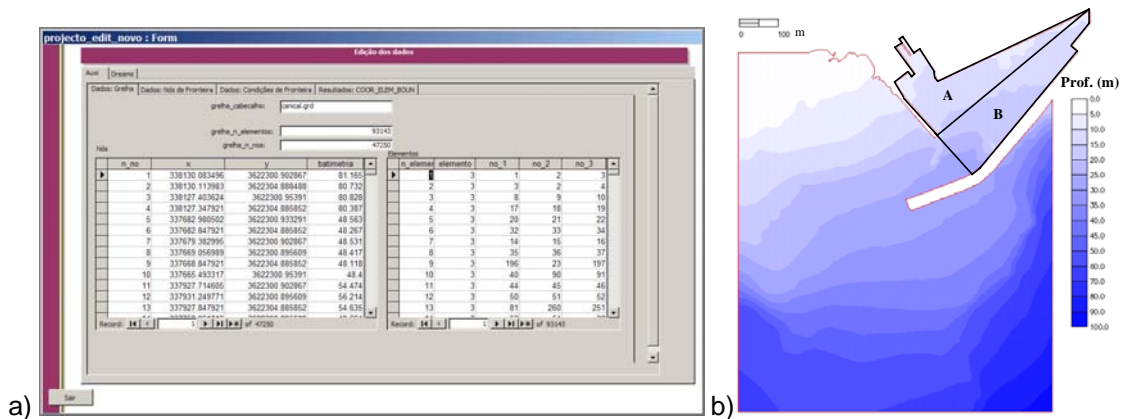 projecto_edit_novo : Form
Edição dos dados
Auxi Dreams
Dados: Grelha Dados: Nós de Fronteira Dados: Condições de Fronteira Resultados: COOR_ELEM_BOUN
grelha_cabecalho: canical.grd
grelha_n_elementos: 93143
grelha_n_nos: 47250
Nós
n_no x y batimetria
1 338130.083496 3622300.902867 81.165
2 338130.113983 3622304.888488 80.732
3 338127.403624 3622300.95391 80.828
4 338127.347921 3622304.885852 80.387
5 337682.980502 3622300.933291 48.563
6 337682.847921 3622304.885852 48.267
7 337679.382995 3622300.902867 48.531
8 337669.056989 3622300.895609 48.417
9 337668.847921 3622304.885852 48.118
10 337665.493317 3622300.95391 48.4
11 337927.714605 3622300.902867 54.474
12 337931.249771 3622300.895609 56.214
13 337927.847921 3622304.885852 54.635
Record: 1 of 47250
Elementos
n_elemer elemento no_1 no_2 no_3
1 3 1 2 3
2 3 3 2 4
3 3 8 9 10
4 3 17 18 19
5 3 20 21 22
6 3 32 33 34
7 3 14 15 16
8 3 35 36 37
9 3 196 23 197
10 3 40 90 91
11 3 44 45 46
12 3 50 51 52
13 3 81 260 251
Record: 1 of 93143
Sair
a)
0 100 m
A
B
Prof. (m)
0.0
5.0
10.0
15.0
20.0
25.0
30.0
35.0
40.0
45.0
50.0
60.0
70.0
80.0
90.0
100.0
b)